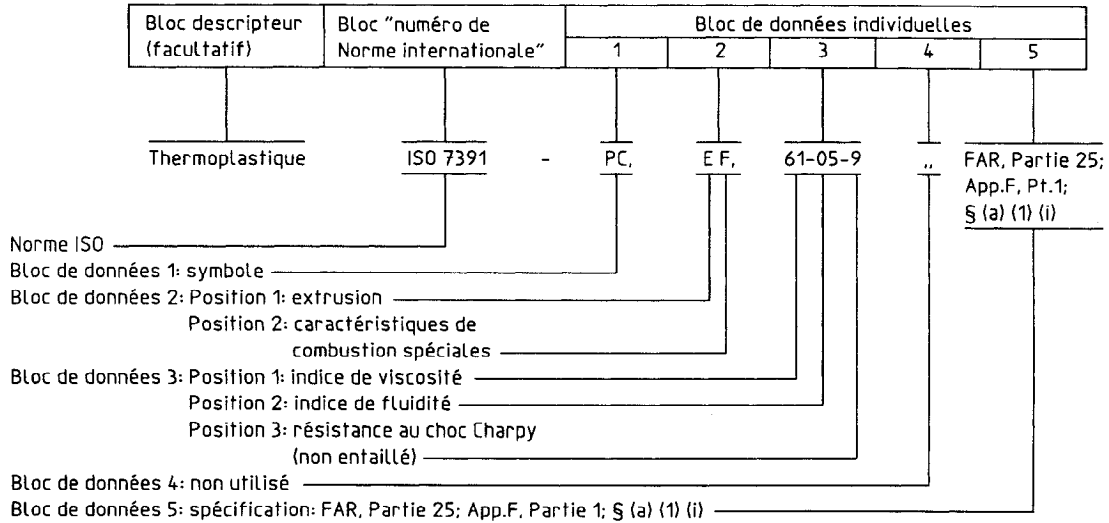 Bloc descripteur
(facultatif)
Bloc "numéro de
Norme internationale"
Bloc de données individuelles
1 2 3 4 5
Thermoplastique ISO 7391 - PC, E F, 61-05-9 ,, FAR, Partie 25;
App.F, Pt.1;
§ (a) (1) (i)
Norme ISO
Bloc de données 1: symbole
Bloc de données 2: Position 1: extrusion
Position 2: caractéristiques de
combustion spéciales
Bloc de données 3: Position 1: indice de viscosité
Position 2: indice de fluidité
Position 3: résistance au choc Charpy
(non entaillé)
Bloc de données 4: non utilisé
Bloc de données 5: spécification: FAR, Partie 25; App.F, Partie 1; § (a) (1) (i)